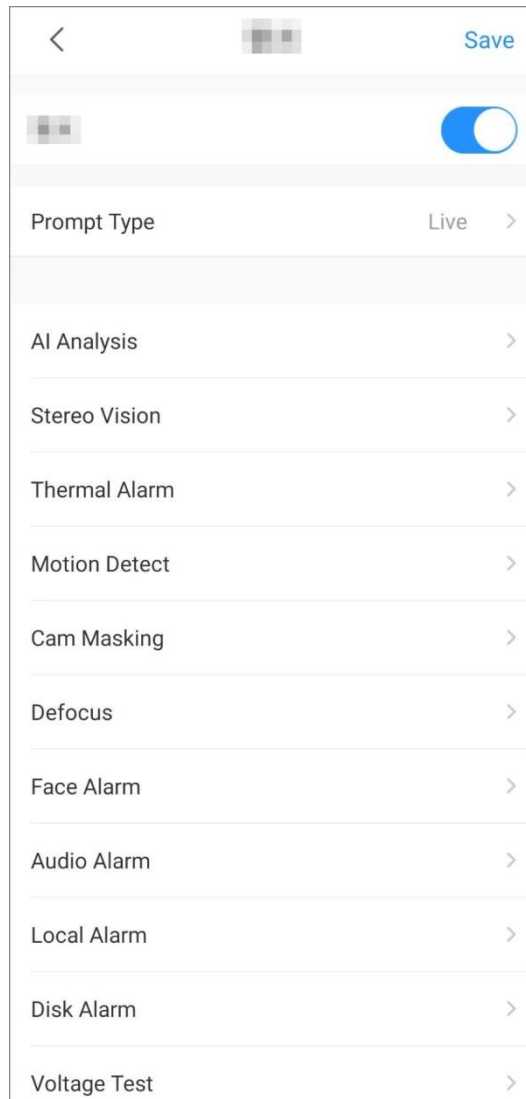 Save
Prompt Type Live
AI Analysis
Stereo Vision
Thermal Alarm
Motion Detect
Cam Masking
Defocus
Face Alarm
Audio Alarm
Local Alarm
Disk Alarm
Voltage Test